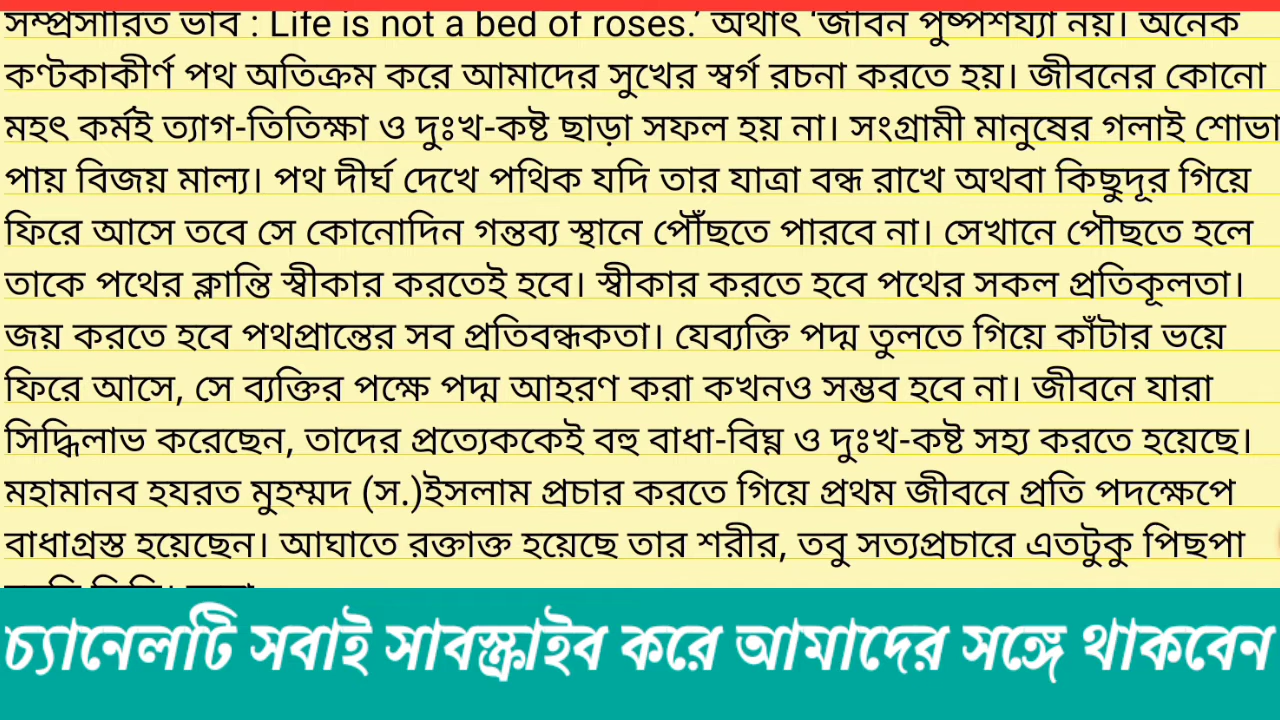 সম্প্রসারিত ভাব : Life is not a bed of roses.’ অর্থাৎ ‘জীবন পুষ্পশয্যা নয়। অনেক
কণ্টকাকীর্ণ পথ অতিক্রম করে আমাদের সুখের স্বর্গ রচনা করতে হয়। জীবনের কোনো
মহৎ কর্মই ত্যাগ-তিতিক্ষা ও দুঃখ-কষ্ট ছাড়া সফল হয় না। সংগ্রামী মানুষের গলাই শোভা
পায় বিজয় মাল্য। পথ দীর্ঘ দেখে পথিক যদি তার যাত্রা বন্ধ রাখে অথবা কিছুদূর গিয়ে
ফিরে আসে তবে সে কোনোদিন গন্তব্য স্থানে পৌঁছতে পারবে না। সেখানে পৌছতে হলে
তাকে পথের ক্লান্তি স্বীকার করতেই হবে। স্বীকার করতে হবে পথের সকল প্রতিকূলতা।
জয় করতে হবে পথপ্রান্তের সব প্রতিবন্ধকতা। যেব্যক্তি পদ্ম তুলতে গিয়ে কাঁটার ভয়ে
ফিরে আসে, সে ব্যক্তির পক্ষে পদ্ম আহরণ করা কখনও সম্ভব হবে না। জীবনে যারা
সিদ্ধিলাভ করেছেন, তাদের প্রত্যেককেই বহু বাধা-বিঘ্ন ও দুঃখ-কষ্ট সহ্য করতে হয়েছে।
মহামানব হযরত মুহম্মদ (স.)ইসলাম প্রচার করতে গিয়ে প্রথম জীবনে প্রতি পদক্ষেপে
বাধাগ্রস্ত হয়েছেন। আঘাতে রক্তাক্ত হয়েছে তার শরীর, তবু সত্যপ্রচারে এতটুকু পিছপা
চ্যানেলটি সবাই সাবস্ক্রাইব করে আমাদের সঙ্গে থাকবেন